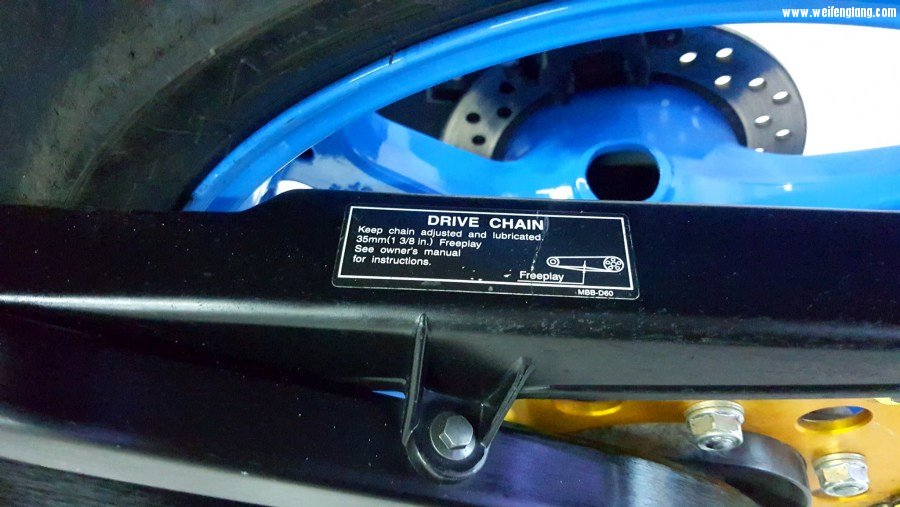 www.weifenglang.com
DRIVE CHAIN
Keep chain adjusted and lubricated.
35mm(1 3/8 in.) Freeplay
See owner's manual
for instructions.
Freeplay
MBB-D60